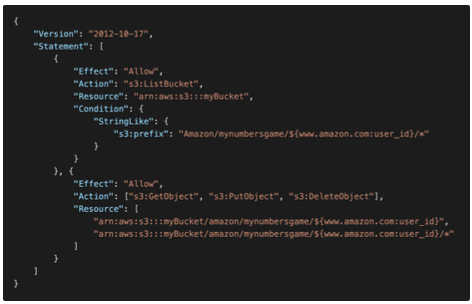 {
"Version": "2012-10-17",
"Statement": [
{
"Effect": "Allow",
"Action": "s3:ListBucket",
"Resource": "arn:aws:s3:::myBucket",
"Condition": {
"StringLike": {
"s3:prefix": "Amazon/mynumbersgame/${www.amazon.com:user_id}/*"
}
}
}, {
"Effect": "Allow",
"Action": ["s3:GetObject", "s3:PutObject", "s3:DeleteObject"],
"Resource": [
"arn:aws:s3:::myBucket/amazon/mynumbersgame/${www.amazon.com:user_id}",
"arn:aws:s3:::myBucket/amazon/mynumbersgame/${www.amazon.com:user_id}/*"
]
}
]
}